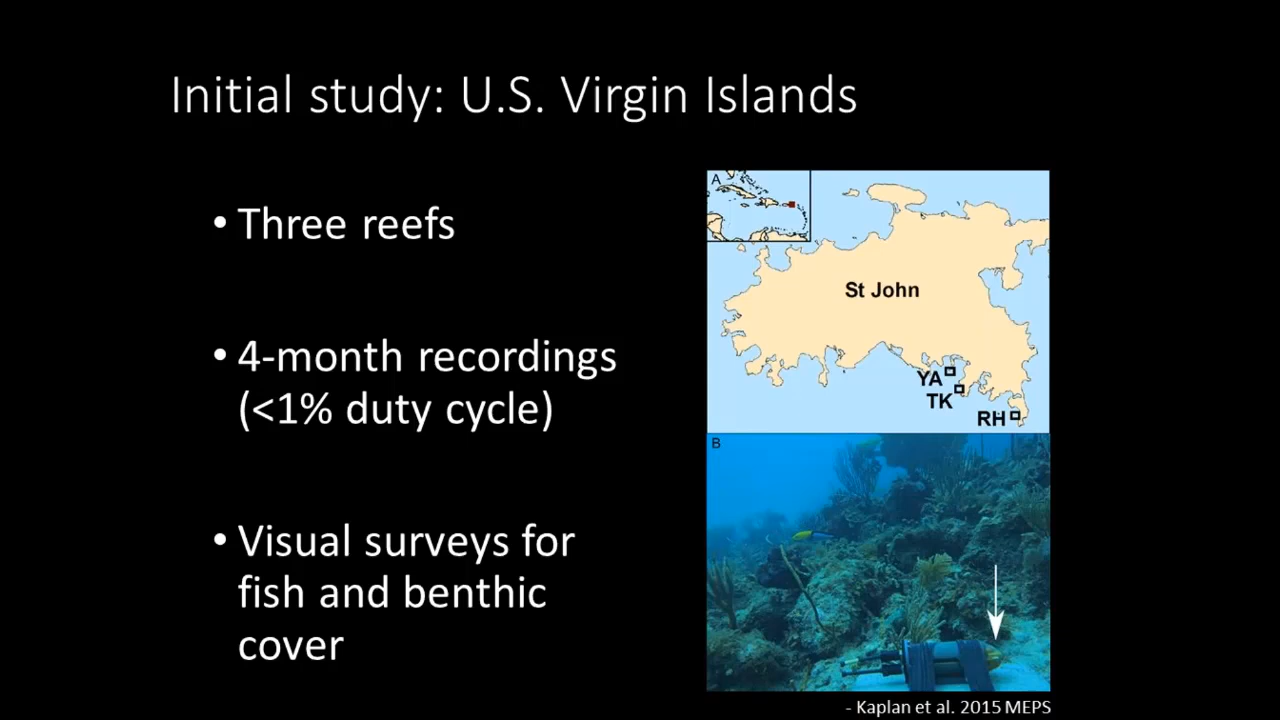 Initial study: U.S. Virgin Islands
• Three reefs
• 4-month recordings
(<1% duty cycle)
• Visual surveys for
fish and benthic
cover
A
St John
YA
TK
RH
B
- Kaplan et al. 2015 MEPS